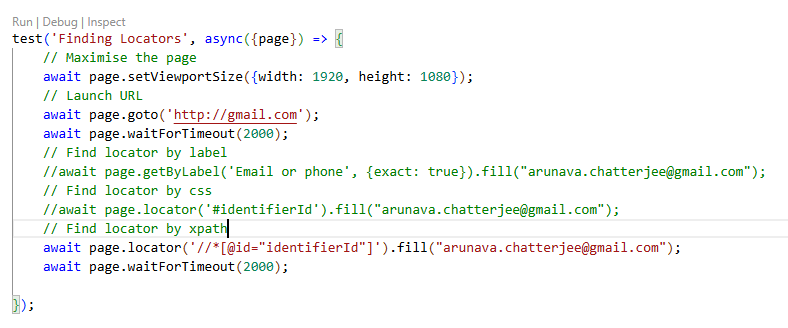 Run | Debug | Inspect
test('Finding Locators', async({page}) => {
// Maximise the page
await page.setViewportSize({width: 1920, height: 1080});
// Launch URL
await page.goto('http://gmail.com');
await page.waitForTimeout(2000);
// Find locator by label
//await page.getByLabel('Email or phone', {exact: true}).fill("arunava.chatterjee@gmail.com");
// Find locator by css
//await page.locator('#identifierId').fill("arunava.chatterjee@gmail.com");
// Find locator by xpath
await page.locator('//*[@id="identifierId"]').fill("arunava.chatterjee@gmail.com");
await page.waitForTimeout(2000);
});